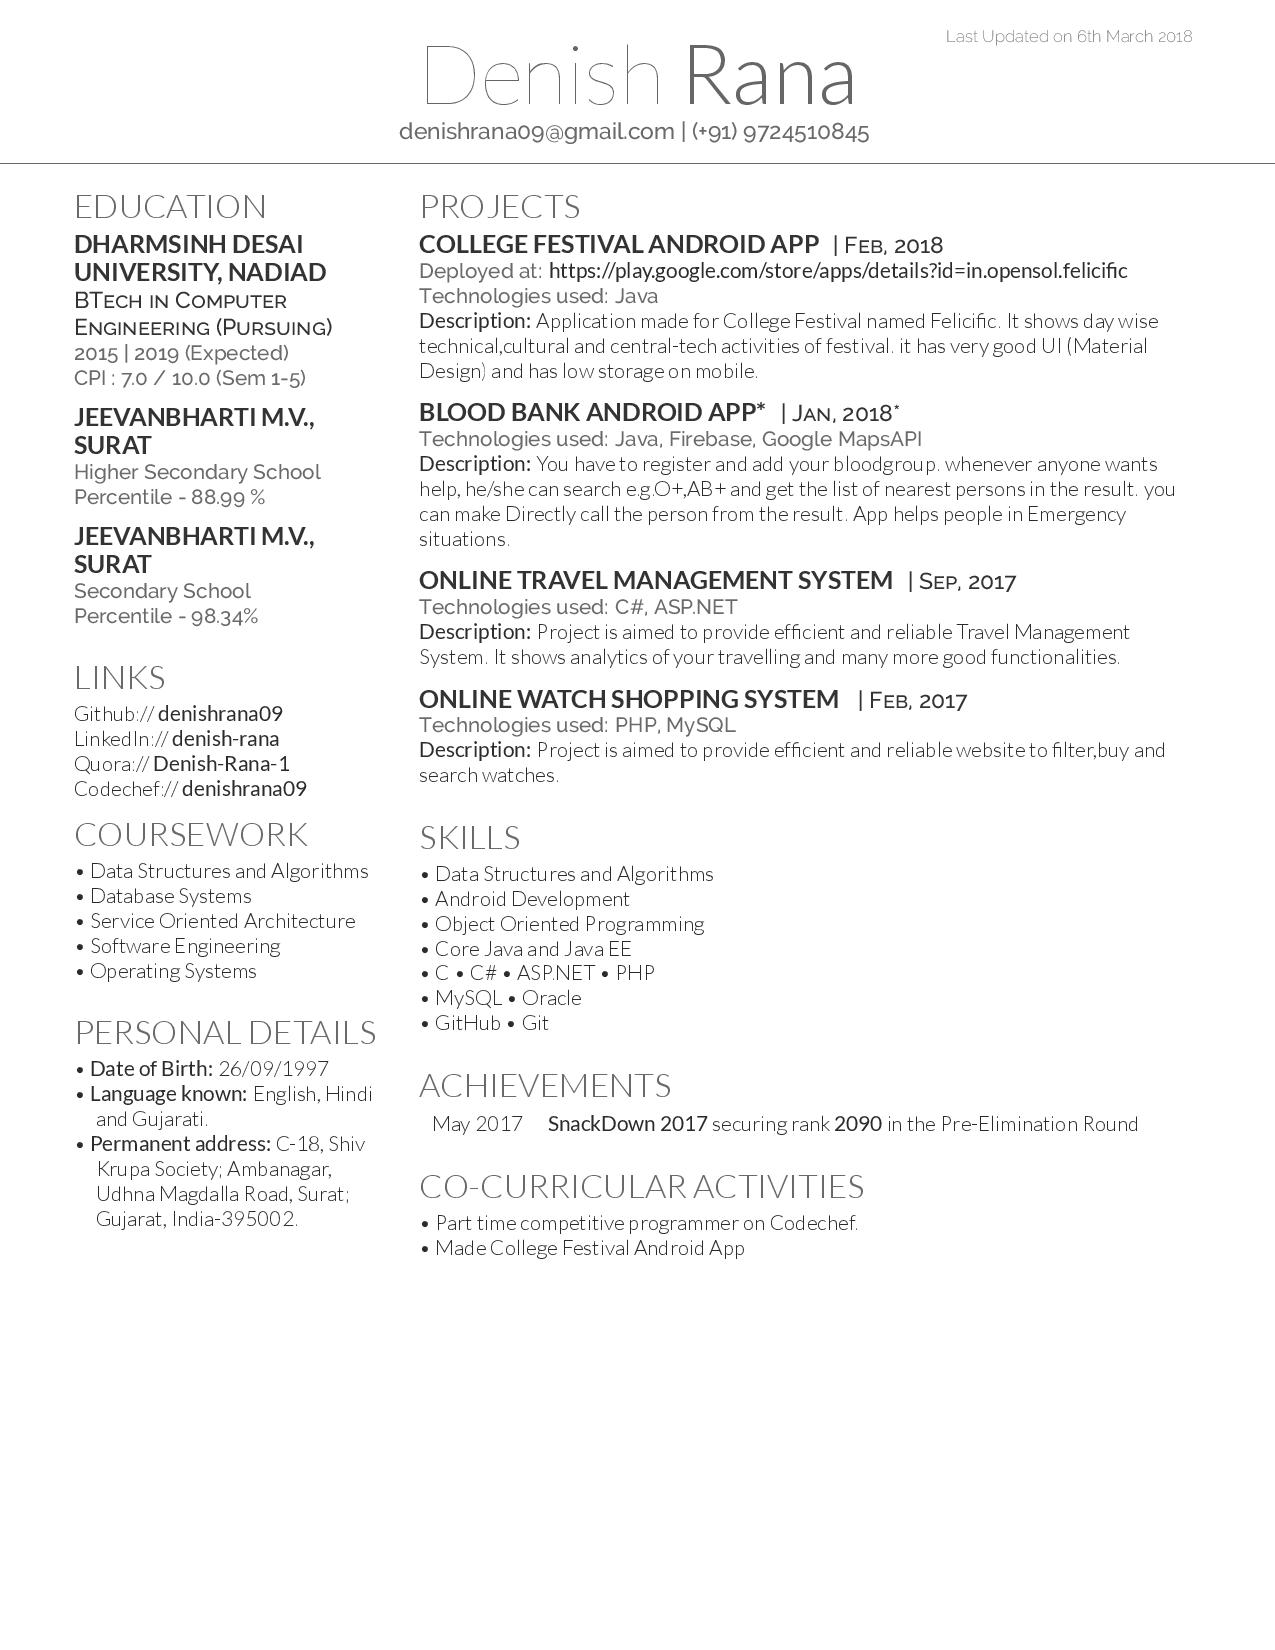 Last Updated on 6th March 2018
Denish Rana
denishrana09@gmail.com | (+91) 9724510845
EDUCATION
DHARMSINH DESAI
UNIVERSITY, NADIAD
BTech in Computer
Engineering (Pursuing)
2015 | 2019 (Expected)
CPI : 7.0 / 10.0 (Sem 1-5)
JEEVANBHARTI M.V.,
SURAT
Higher Secondary School
Percentile - 88.99 %
JEEVANBHARTI M.V.,
SURAT
Secondary School
Percentile - 98.34%
LINKS
Github:// denishrana09
LinkedIn:// denish-rana
Quora:// Denish-Rana-1
Codechef:// denishrana09
COURSEWORK
• Data Structures and Algorithms
• Database Systems
• Service Oriented Architecture
• Software Engineering
• Operating Systems
PERSONAL DETAILS
• Date of Birth: 26/09/1997
• Language known: English, Hindi
and Gujarati.
• Permanent address: C-18, Shiv
Krupa Society; Ambanagar,
Udhna Magdalla Road, Surat;
Gujarat, India-395002.
PROJECTS
COLLEGE FESTIVAL ANDROID APP | Feb, 2018
Deployed at: https://play.google.com/store/apps/details?id=in.opensol.felicific
Technologies used: Java
Description: Application made for College Festival named Felicific. It shows day wise
technical,cultural and central-tech activities of festival. it has very good UI (Material
Design) and has low storage on mobile.
BLOOD BANK ANDROID APP* | Jan, 2018*
Technologies used: Java, Firebase, Google MapsAPI
Description: You have to register and add your bloodgroup. whenever anyone wants
help, he/she can search e.g.O+,AB+ and get the list of nearest persons in the result. you
can make Directly call the person from the result. App helps people in Emergency
situations.
ONLINE TRAVEL MANAGEMENT SYSTEM | Sep, 2017
Technologies used: C#, ASP.NET
Description: Project is aimed to provide efficient and reliable Travel Management
System. It shows analytics of your travelling and many more good functionalities.
ONLINE WATCH SHOPPING SYSTEM | Feb, 2017
Technologies used: PHP, MySQL
Description: Project is aimed to provide efficient and reliable website to filter,buy and
search watches.
SKILLS
• Data Structures and Algorithms
• Android Development
• Object Oriented Programming
• Core Java and Java EE
• C • C# • ASP.NET • PHP
• MySQL • Oracle
• GitHub • Git
ACHIEVEMENTS
May 2017 SnackDown 2017 securing rank 2090 in the Pre-Elimination Round
CO-CURRICULAR ACTIVITIES
• Part time competitive programmer on Codechef.
• Made College Festival Android App